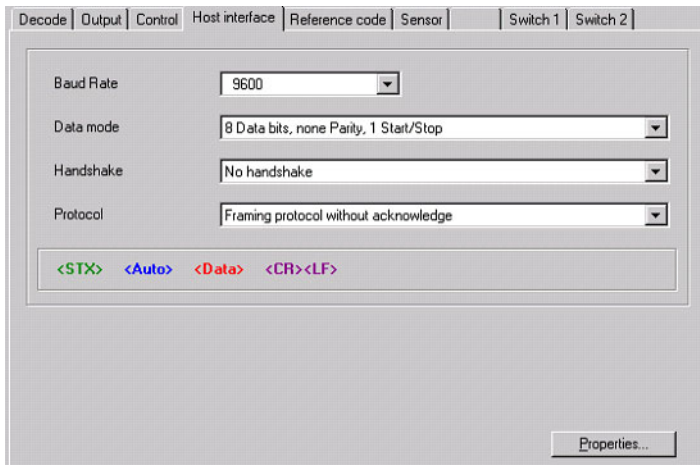 Decode Output Control Host interface Reference code Sensor Switch 1 Switch 2
Baud Rate 9600
Data mode 8 Data bits, none Parity, 1 Start/Stop
Handshake No handshake
Protocol Framing protocol without acknowledge
<STX> <Auto> <Data> <CR><LF>
Properties...